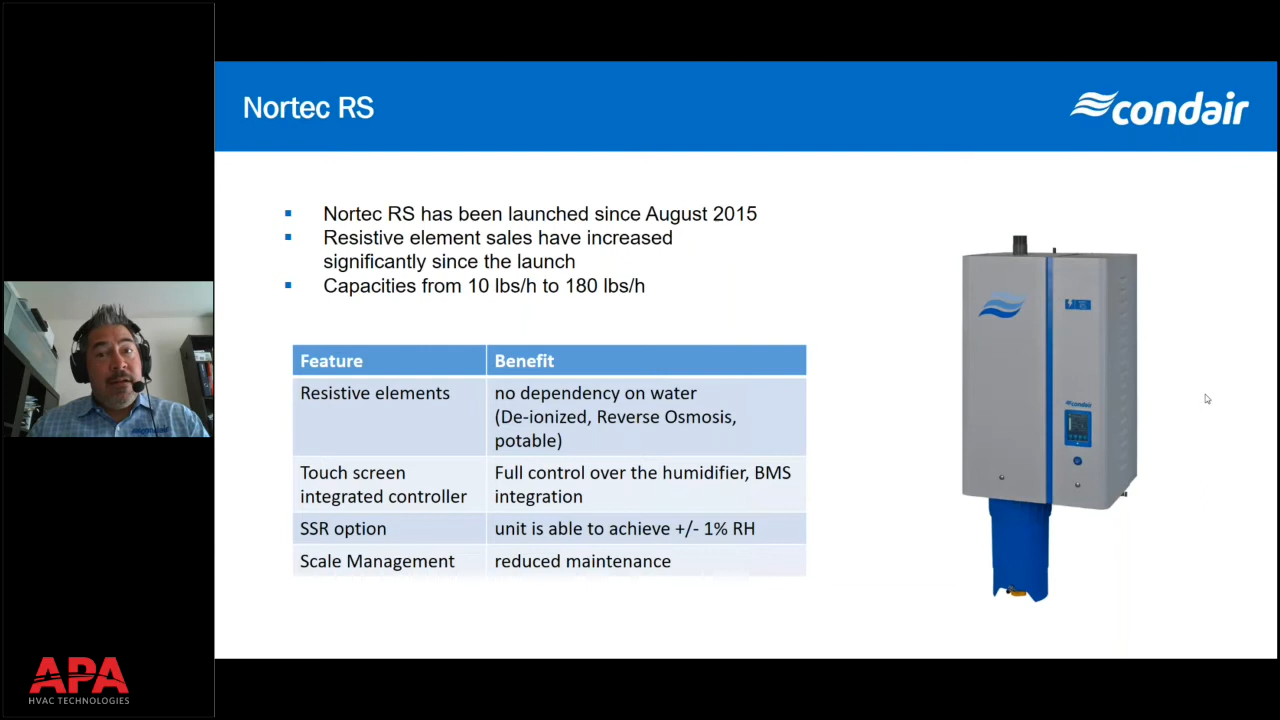 Nortec RS
condair
Nortec RS has been launched since August 2015
Resistive element sales have increased
significantly since the launch
Capacities from 10 lbs/h to 180 lbs/h
Feature
Benefit
Resistive elements
no dependency on water
(De-ionized, Reverse Osmosis,
potable)
Touch screen
integrated controller
Full control over the humidifier, BMS
integration
SSR option
unit is able to achieve +/- 1% RH
Scale Management
reduced maintenance
condair
condair
APA
HVAC TECHNOLOGIES